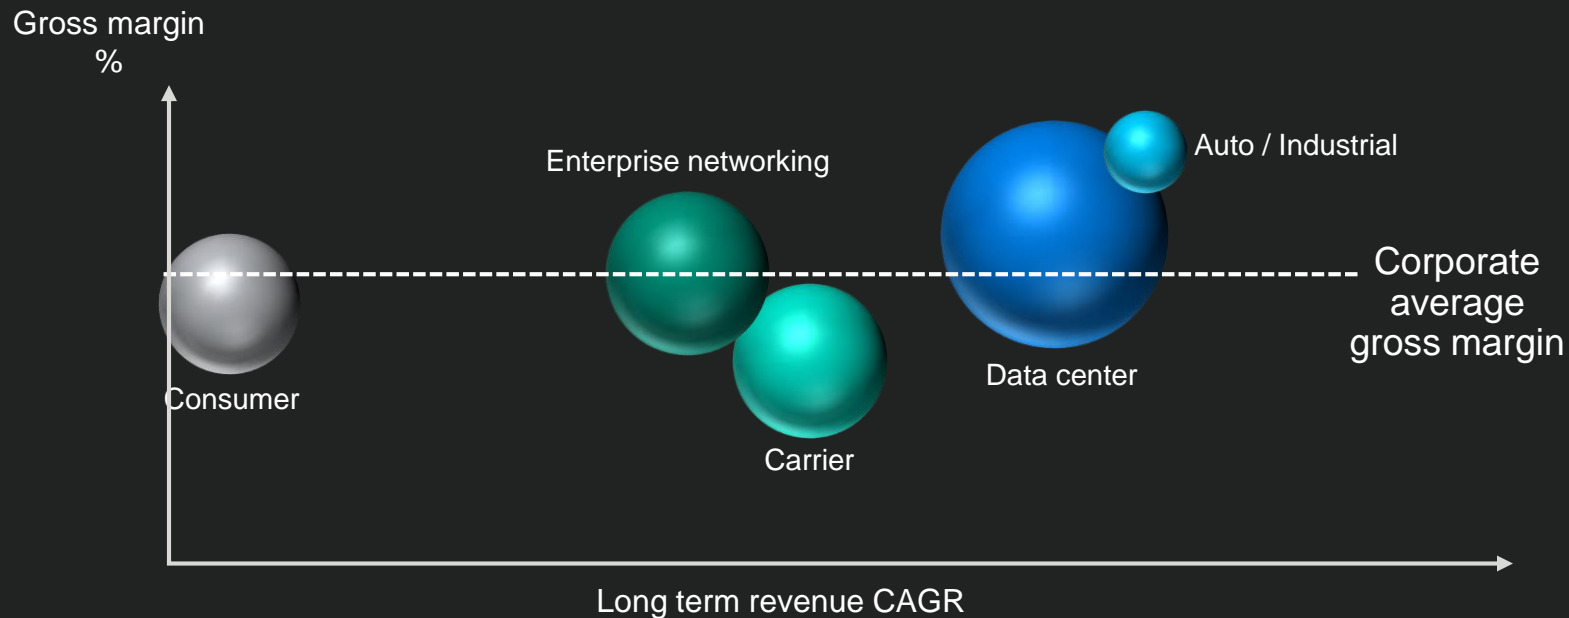 Gross margin
%
Enterprise networking
Auto / Industrial
Corporate
average
gross margin
Data center
Consumer
Carrier
Long term revenue CAGR